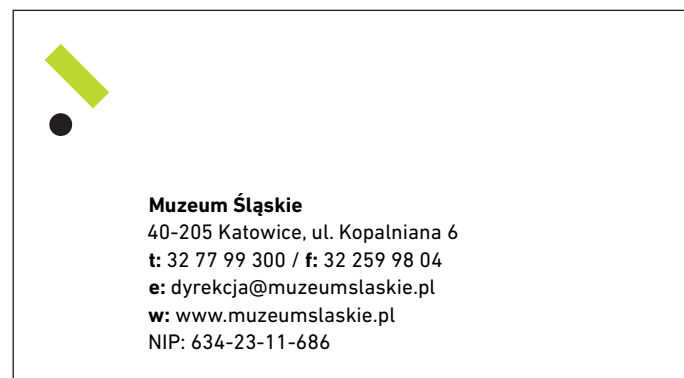 Muzeum Śląskie
40-205 Katowice, ul. Kopalniana 6
t: 32 77 99 300 / f: 32 259 98 04
e: dyrekcja@muzeumslaskie.pl
w: www.muzeumslaskie.pl
NIP: 634-23-11-686